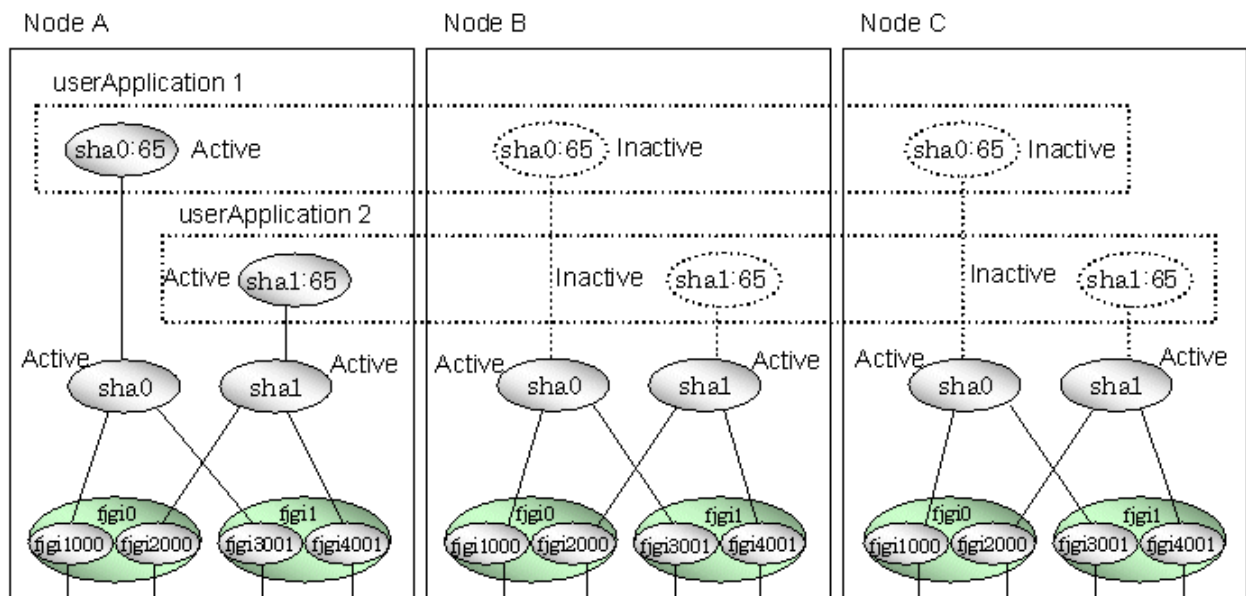 Node A
Node B
Node C
userApplication 1
sha0:65 Active
sha0:65 Inactive
sha0:65 Inactive
userApplication 2
Active sha1:65
Inactive sha1:65
Inactive sha1:65
Active sha0 sha1 Active
Active sha0 sha1 Active
Active sha0 sha1 Active
fjgi0 fjgi1
fjgi1000 fjgi2000 fjgi3001 fjgi4001
fjgi0 fjgi1
fjgi1000 fjgi2000 fjgi3001 fjgi4001
fjgi0 fjgi1
fjgi1000 fjgi2000 fjgi3001 fjgi4001